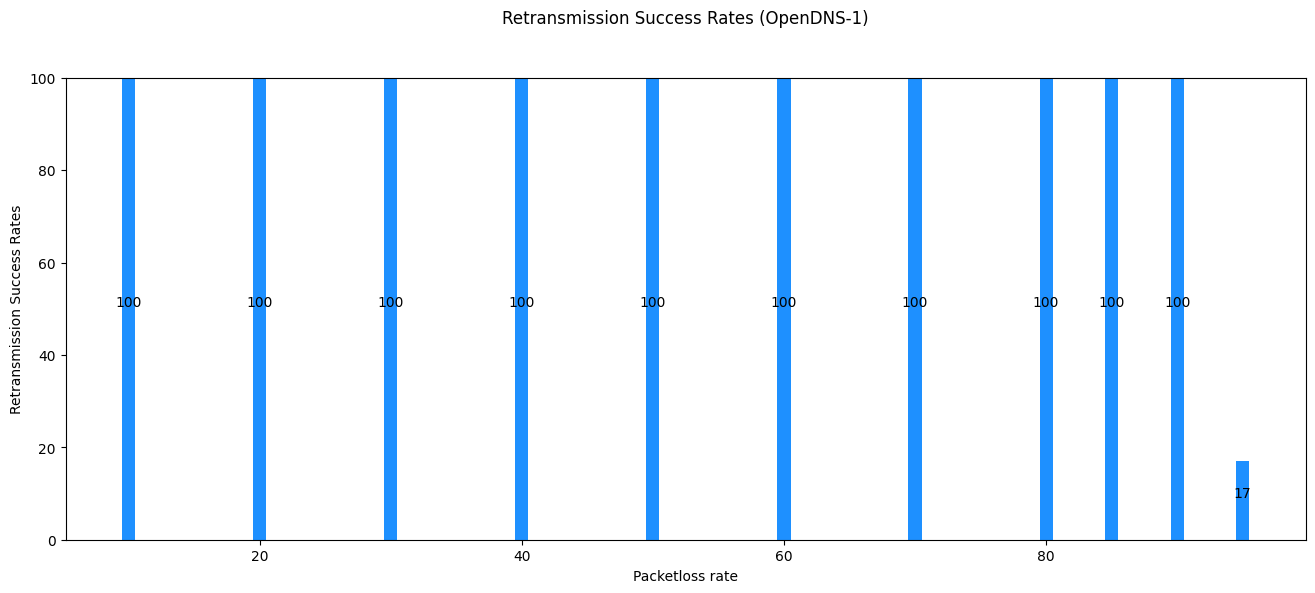 Retransmission Success Rates (OpenDNS-1)
100
80
60
40
20
0
Retransmission Success Rates
100 100 100 100 100 100 100 100 100 100
17
20 40 60 80
Packetloss rate